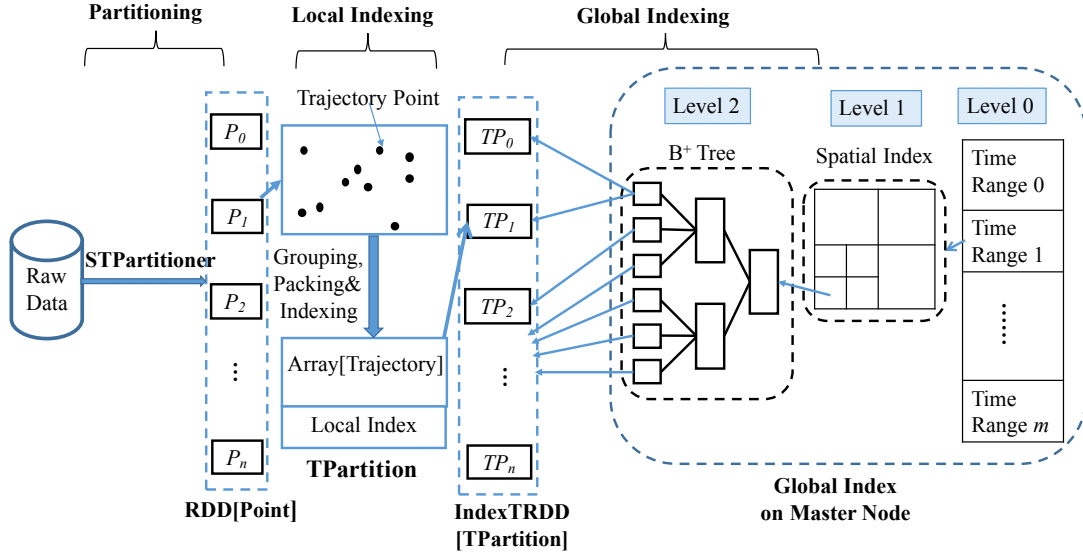 Partitioning
Local Indexing
Global Indexing
Raw
Data
STPartitioner
P0
P1
P2
⋮
Pn
RDD[Point]
Trajectory Point
Grouping,
Packing&
Indexing
Array[Trajectory]
Local Index
TPartition
TP0
TP1
TP2
⋮
TPn
IndexTRDD
[TPartition]
Level 2
Level 1
Level 0
B+ Tree
Spatial Index
Time
Range 0
Time
Range 1
⋮
Time
Range m
Global Index
on Master Node